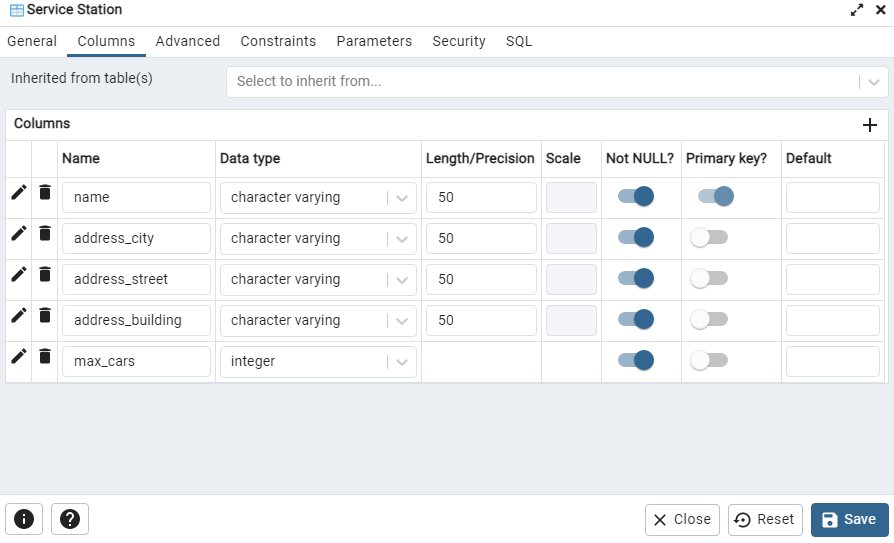 Service Station
General Columns Advanced Constraints Parameters Security SQL
Inherited from table(s) Select to inherit from...
Columns
Name Data type Length/Precision Scale Not NULL? Primary key? Default
name character varying 50
address_city character varying 50
address_street character varying 50
address_building character varying 50
max_cars integer
Close Reset Save